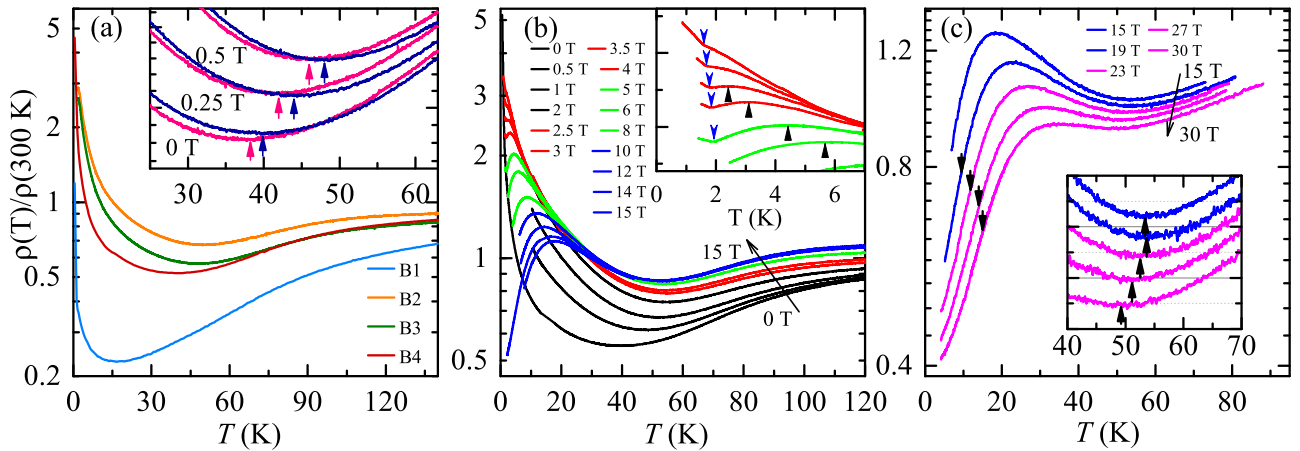 ρ(T)/ρ(300 K)
(a)
5
2
1
0.5
0.2
0.5 T
0.25 T
0 T
30 40 50 60
B1
B2
B3
B4
0 30 60 90 120
T (K)
(b)
5
4
3
2
1
0.5
0 T 3.5 T
0.5 T 4 T
1 T 5 T
2 T 6 T
2.5 T 8 T
3 T 10 T
12 T
14 T
15 T
0 2 4 6
T (K)
15 T
0 T
0 20 40 60 80 100 120
T (K)
(c)
1.2
0.8
0.4
15 T 27 T
19 T 30 T
23 T
15 T
30 T
40 50 60 70
0 20 40 60 80
T (K)